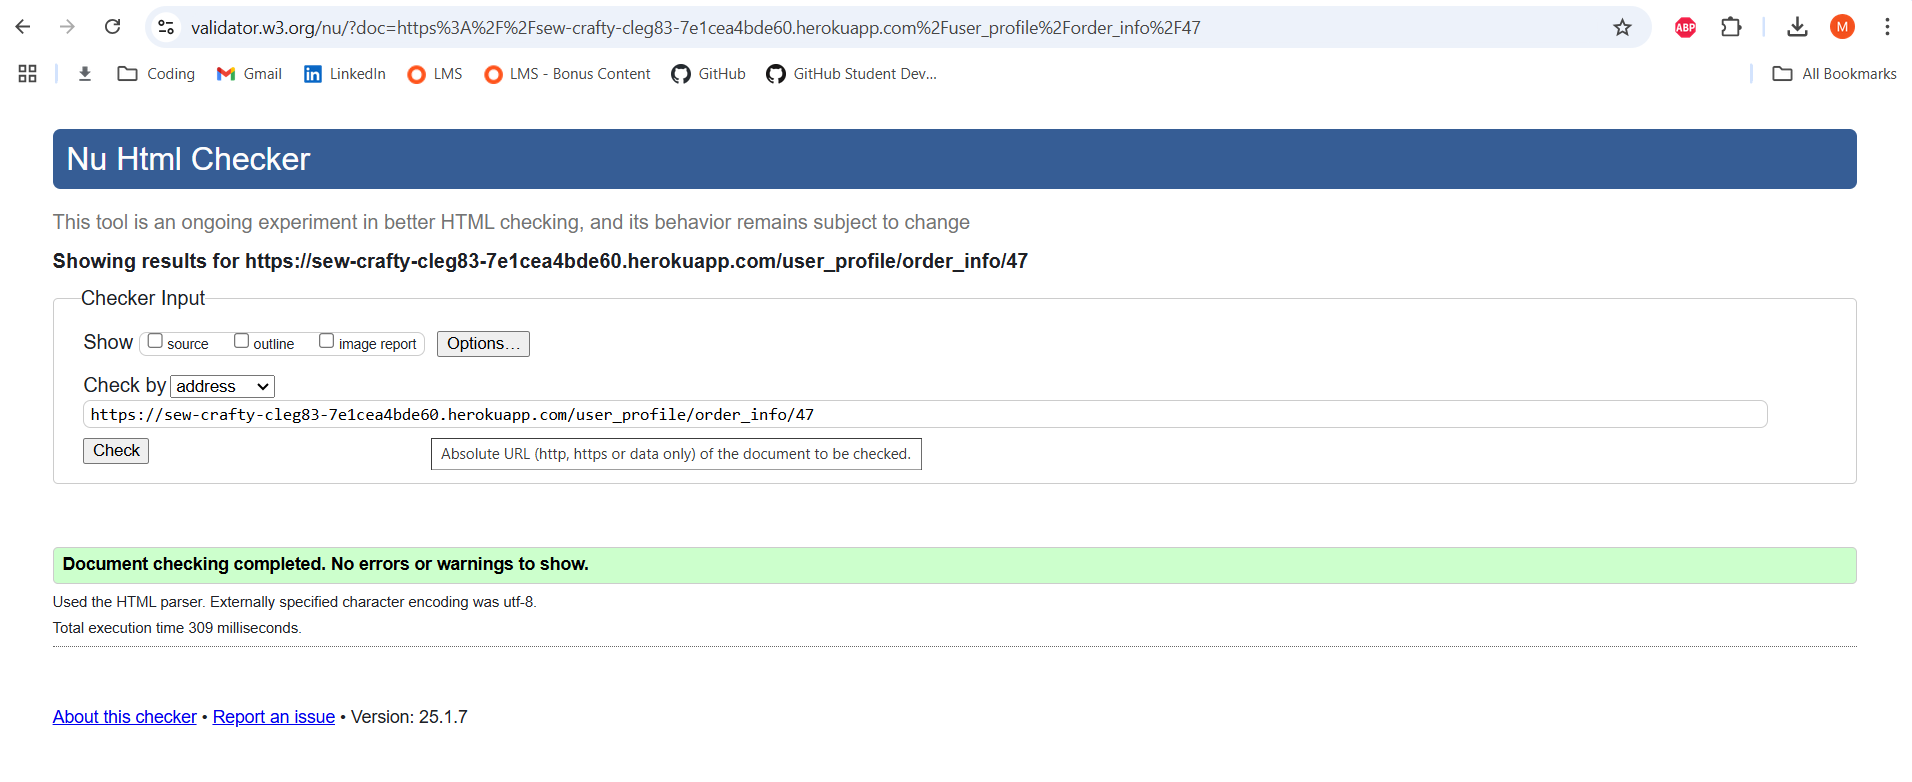 validator.w3.org/nu/?doc=https%3A%2F%2Fsew-crafty-cleg83-7e1cea4bde60.herokuapp.com%2Fuser_profile%2Forder_info%2F47
ABP
M
Coding
Gmail
LinkedIn
LMS
LMS - Bonus Content
GitHub
GitHub Student Dev...
All Bookmarks
Nu Html Checker
This tool is an ongoing experiment in better HTML checking, and its behavior remains subject to change
Showing results for https://sew-crafty-cleg83-7e1cea4bde60.herokuapp.com/user_profile/order_info/47
Checker Input
Show source outline image report Options...
Check by address
https://sew-crafty-cleg83-7e1cea4bde60.herokuapp.com/user_profile/order_info/47
Check
Absolute URL (http, https or data only) of the document to be checked.
Document checking completed. No errors or warnings to show.
Used the HTML parser. Externally specified character encoding was utf-8.
Total execution time 309 milliseconds.
About this checker • Report an issue • Version: 25.1.7